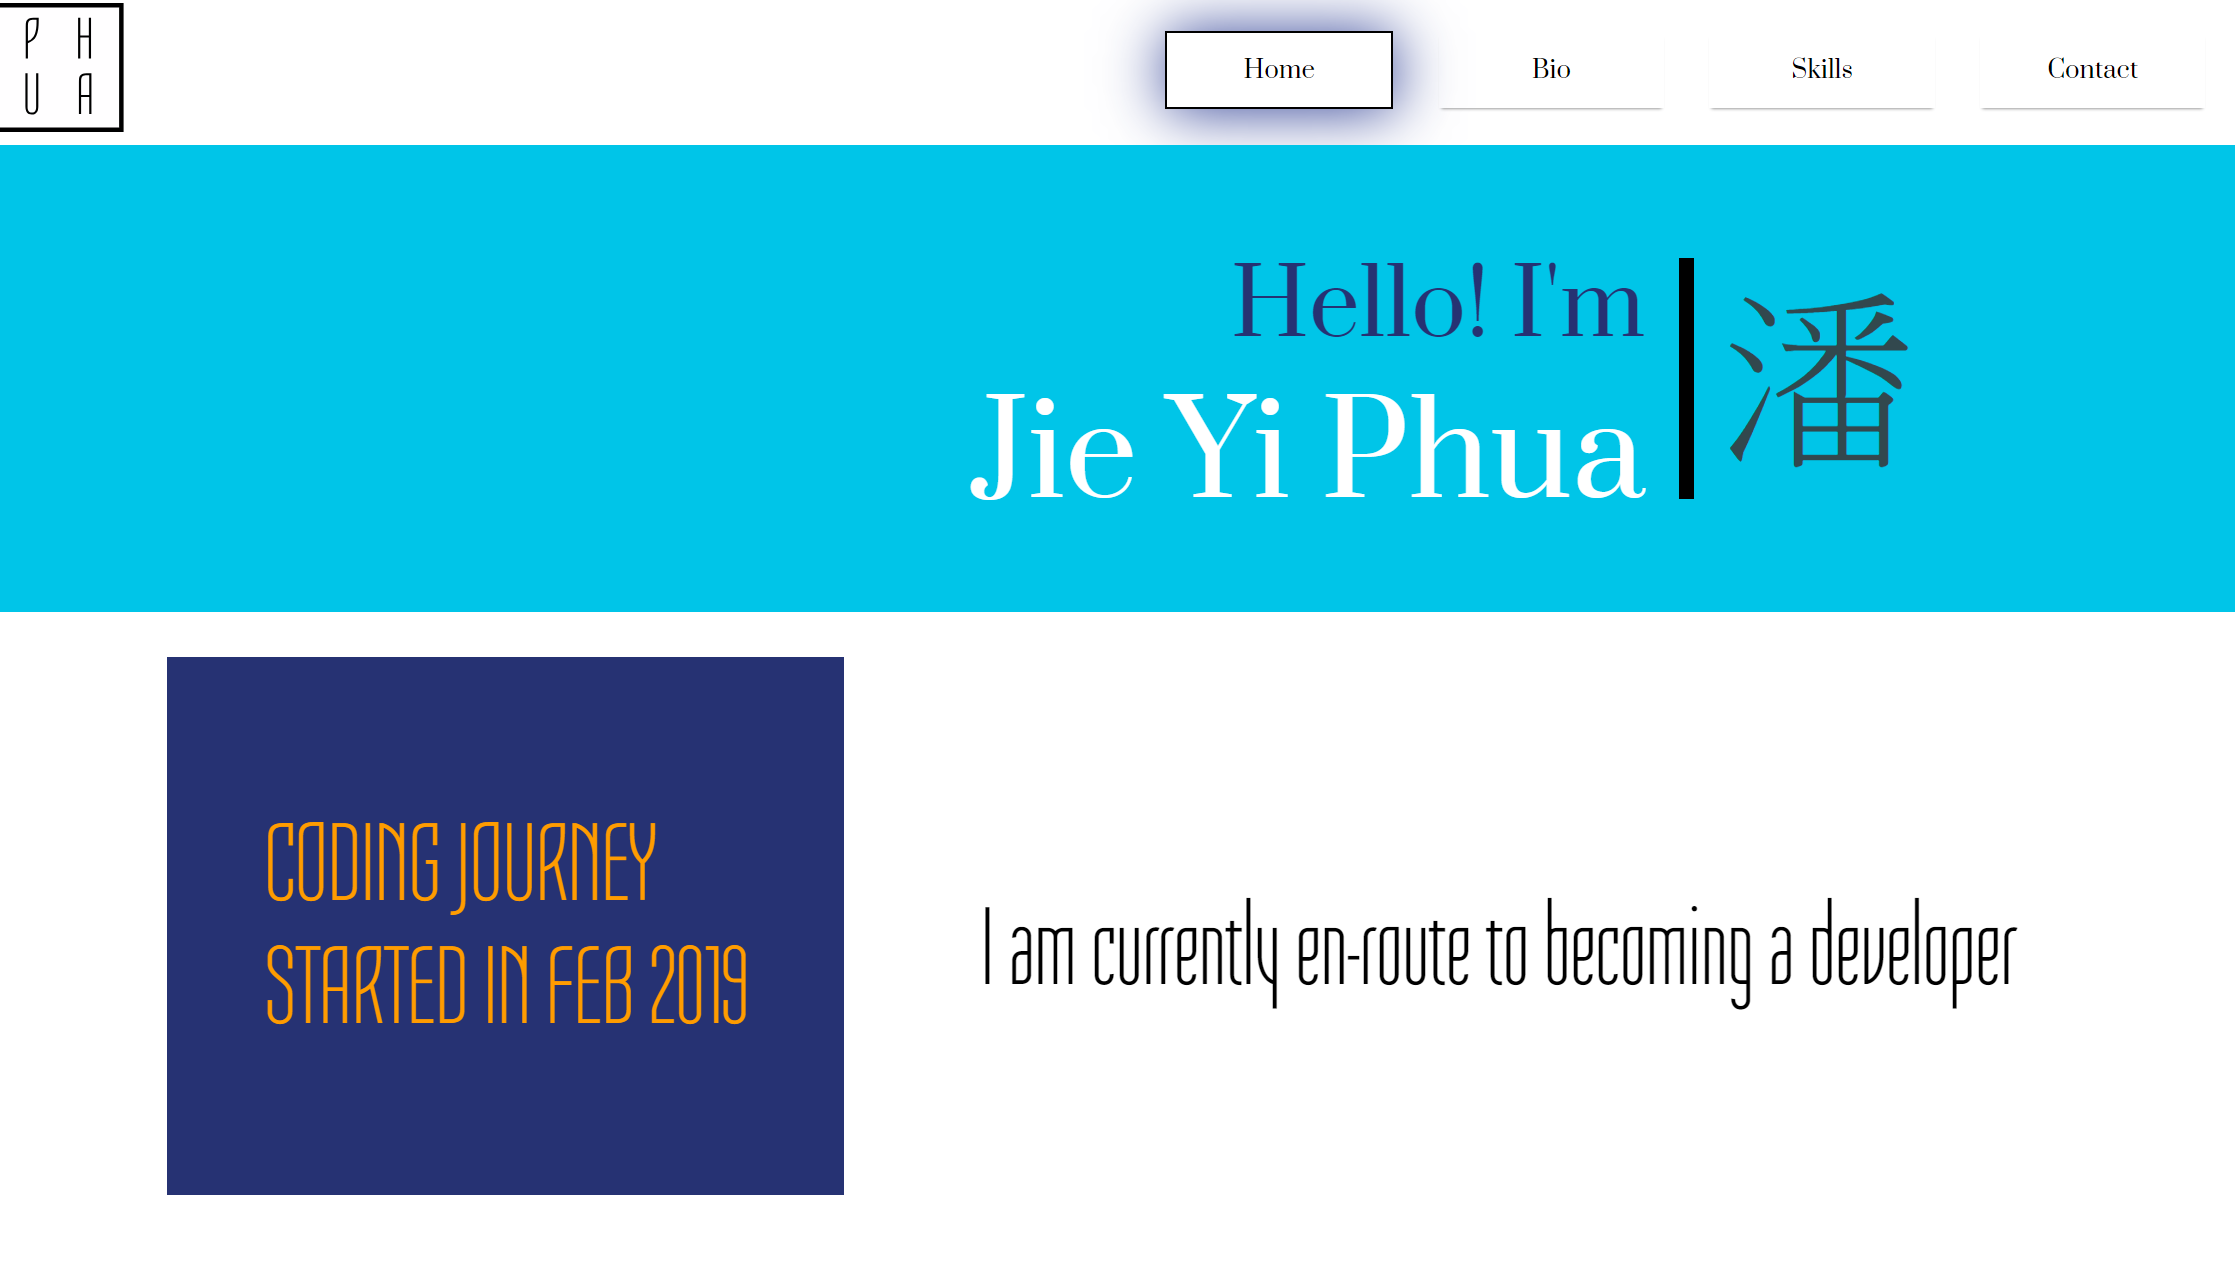 P H
U A
Home Bio Skills Contact
Hello! I'm
Jie Yi Phua
潘
CODING JOURNEY
STARTED IN FEB 2019
I am currently en-route to becoming a developer